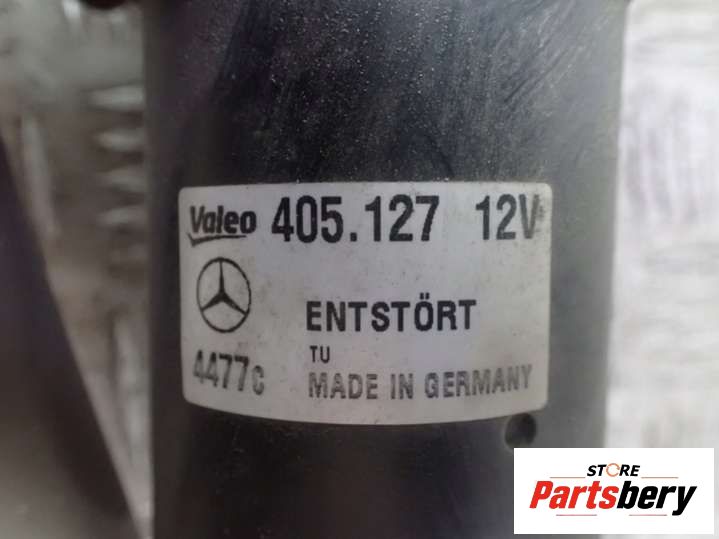 Valeo 405.127 12V
ENTSTÖRT
TU
4477C MADE IN GERMANY
STORE
Partsbery